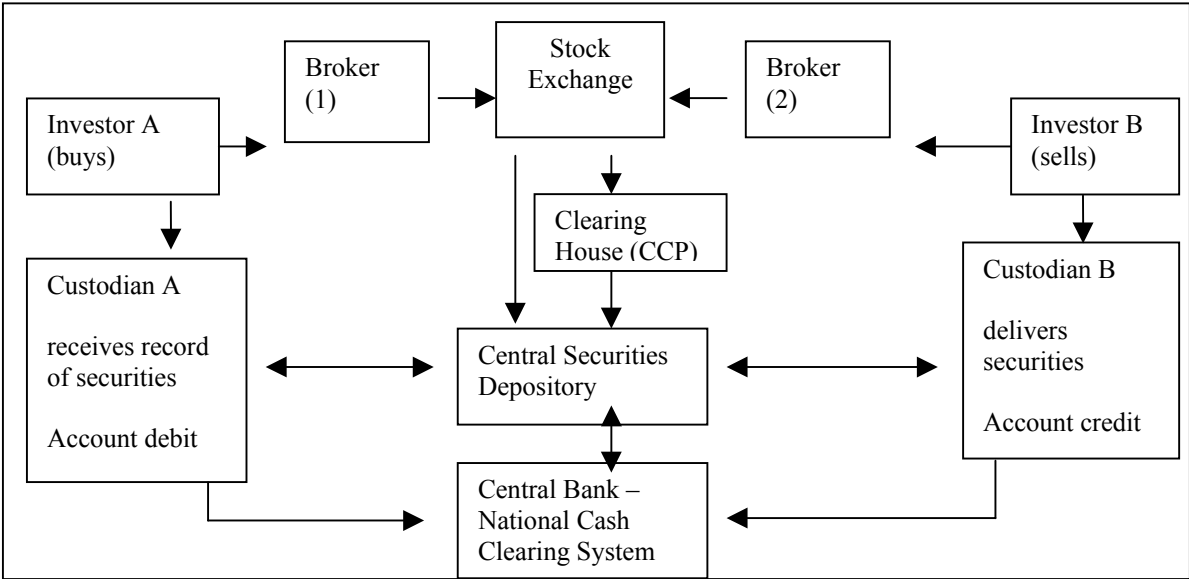 Stock
Exchange
Broker
(1)
Broker
(2)
Investor A
(buys)
Investor B
(sells)
Clearing
House (CCP)
Custodian A
receives record
of securities
Account debit
Custodian B
delivers
securities
Account credit
Central Securities
Depository
Central Bank –
National Cash
Clearing System